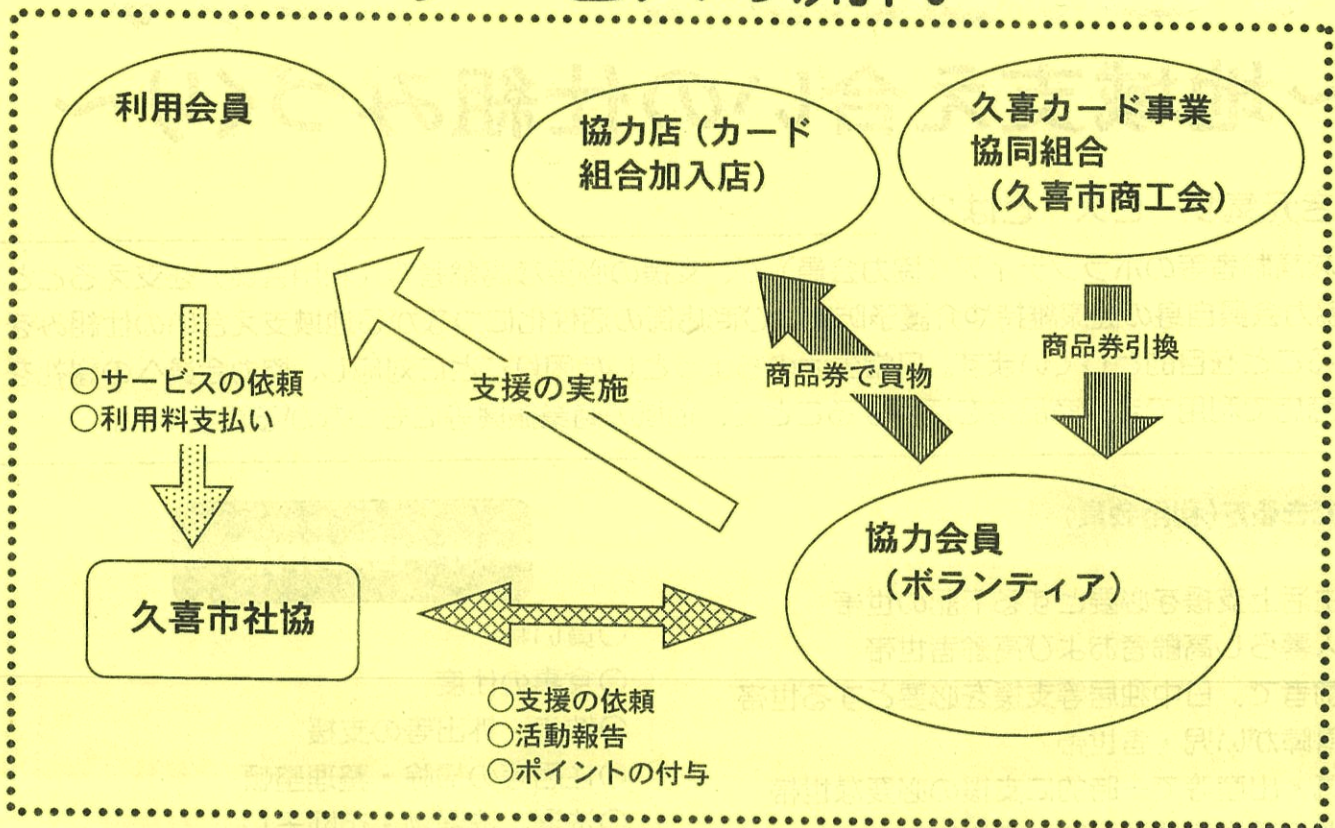 利用会員
協力店（カード
組合加入店）
久喜カード事業
協同組合
（久喜市商工会）
○サービスの依頼
○利用料支払い
支援の実施
商品券で買物
商品券引換
久喜市社協
協力会員
（ボランティア）
○支援の依頼
○活動報告
○ポイントの付与